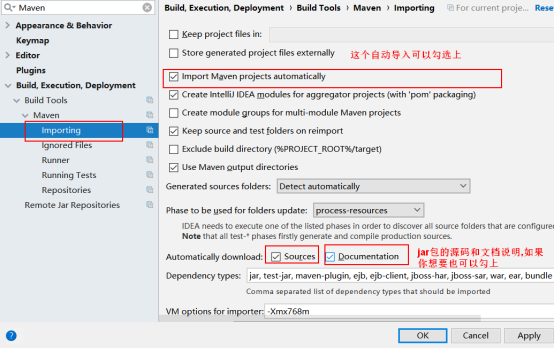 Maven
Build, Execution, Deployment › Build Tools › Maven › Importing
For current proje...
Rese
Appearance & Behavior
Keymap
Editor
Plugins
Build, Execution, Deployment
Build Tools
Maven
Importing
Ignored Files
Runner
Running Tests
Repositories
Remote Jar Repositories
Keep project files in:
Store generated project files externally
这个自动导入可以勾选上
Import Maven projects automatically
Create IntelliJ IDEA modules for aggregator projects (with 'pom' packaging)
Create module groups for multi-module Maven projects
Keep source and test folders on reimport
Exclude build directory (%PROJECT_ROOT%/target)
Use Maven output directories
Generated sources folders: Detect automatically
Phase to be used for folders update: process-resources
IDEA needs to execute one of the listed phases in order to discover all source folders that are configure
Note that all test-* phases firstly generate and compile production sources.
Automatically download: Sources Documentation
jar包的源码和文档说明,如果
你想要也可以勾上
Dependency types: jar, test-jar, maven-plugin, ejb, ejb-client, jboss-har, jboss-sar, war, ear, bundle
Comma separated list of dependency types that should be imported
VM options for importer: -Xmx768m
?
OK
Cancel
Apply